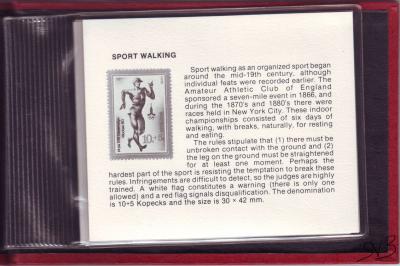 SPORT WALKING
Sport walking as an organized sport began
around the mid-19th century, although
individual feats were recorded earlier. The
Amateur Athletic Club of England
sponsored a seven-mile event in 1866, and
during the 1870's and 1880's there were
races held in New York City. These indoor
championships consisted of six days of
walking, with breaks, naturally, for resting
and eating.
The rules stipulate that (1) there must be
unbroken contact with the ground and (2)
the leg on the ground must be straightened
for at least one moment. Perhaps the
hardest part of the sport is resisting the temptation to break these
rules. Infringements are difficult to detect, so the judges are highly
trained. A white flag constitutes a warning (there is only one
allowed) and a red flag signals disqualification. The denomination
is 10+5 Kopecks and the size is 30 × 42 mm.
10+5